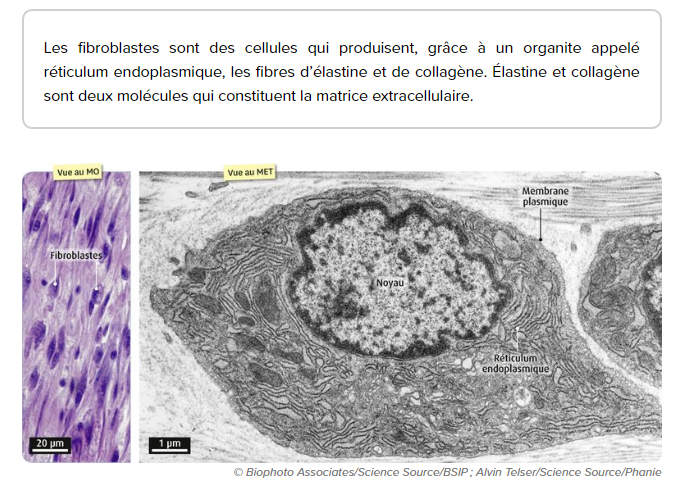 Les fibroblastes sont des cellules qui produisent, grâce à un organite appelé
réticulum endoplasmique, les fibres d'élastine et de collagène. Élastine et collagène
sont deux molécules qui constituent la matrice extracellulaire.
Vue au MO
Vue au MET
Membrane
plasmique
Fibroblastes
Noyau
Réticulum
endoplasmique
20 µm
1 µm
© Biophoto Associates/Science Source/BSIP ; Alvin Telser/Science Source/Phanie